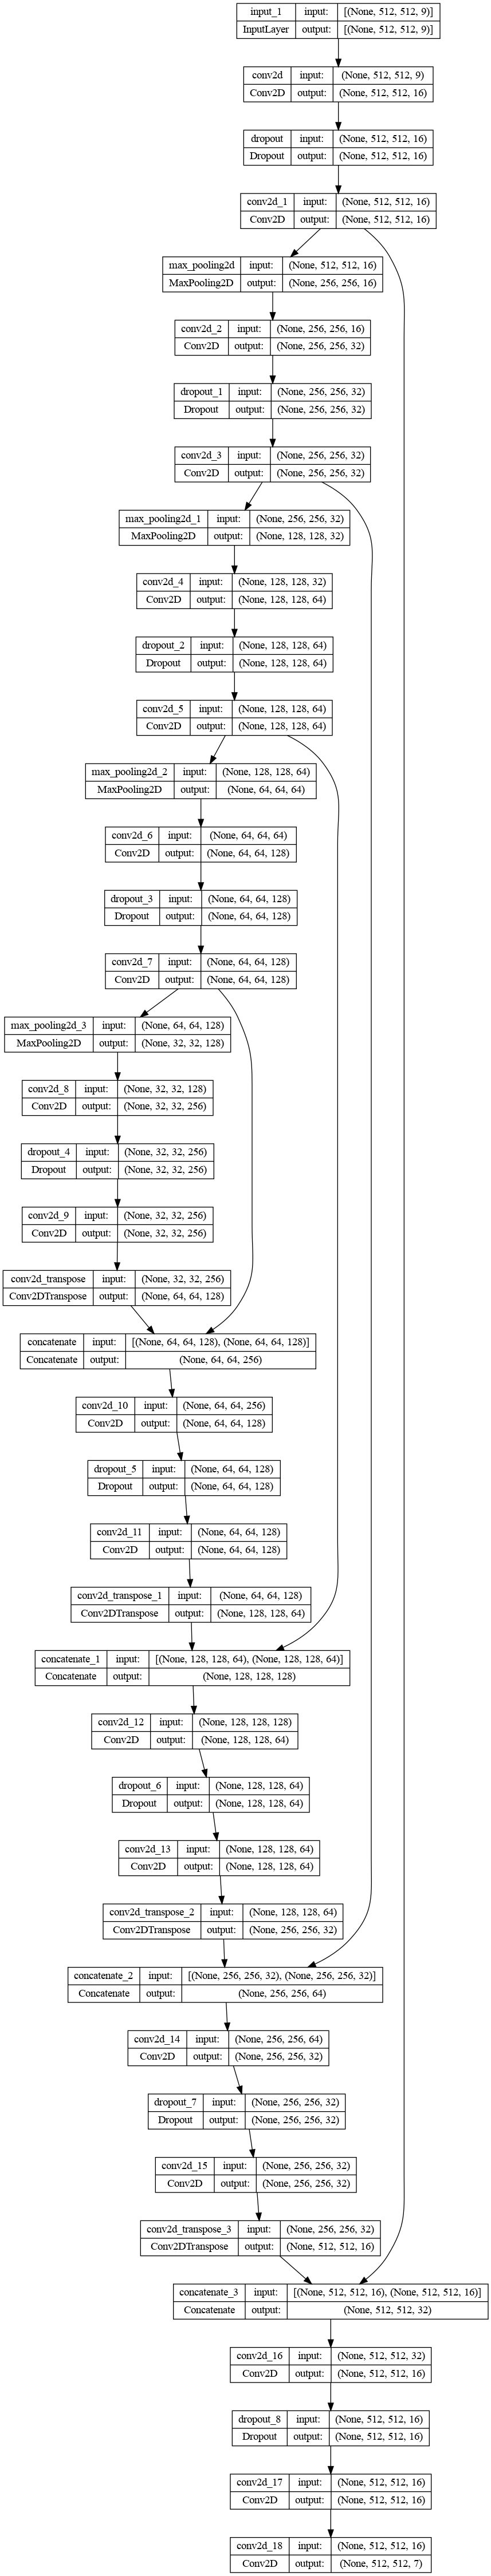 input_1 input: [(None, 512, 512, 9)]
InputLayer output: [(None, 512, 512, 9)]
conv2d input: (None, 512, 512, 9)
Conv2D output: (None, 512, 512, 16)
dropout input: (None, 512, 512, 16)
Dropout output: (None, 512, 512, 16)
conv2d_1 input: (None, 512, 512, 16)
Conv2D output: (None, 512, 512, 16)
max_pooling2d input: (None, 512, 512, 16)
MaxPooling2D output: (None, 256, 256, 16)
conv2d_2 input: (None, 256, 256, 16)
Conv2D output: (None, 256, 256, 32)
dropout_1 input: (None, 256, 256, 32)
Dropout output: (None, 256, 256, 32)
conv2d_3 input: (None, 256, 256, 32)
Conv2D output: (None, 256, 256, 32)
max_pooling2d_1 input: (None, 256, 256, 32)
MaxPooling2D output: (None, 128, 128, 32)
conv2d_4 input: (None, 128, 128, 32)
Conv2D output: (None, 128, 128, 64)
dropout_2 input: (None, 128, 128, 64)
Dropout output: (None, 128, 128, 64)
conv2d_5 input: (None, 128, 128, 64)
Conv2D output: (None, 128, 128, 64)
max_pooling2d_2 input: (None, 128, 128, 64)
MaxPooling2D output: (None, 64, 64, 64)
conv2d_6 input: (None, 64, 64, 64)
Conv2D output: (None, 64, 64, 128)
dropout_3 input: (None, 64, 64, 128)
Dropout output: (None, 64, 64, 128)
conv2d_7 input: (None, 64, 64, 128)
Conv2D output: (None, 64, 64, 128)
max_pooling2d_3 input: (None, 64, 64, 128)
MaxPooling2D output: (None, 32, 32, 128)
conv2d_8 input: (None, 32, 32, 128)
Conv2D output: (None, 32, 32, 256)
dropout_4 input: (None, 32, 32, 256)
Dropout output: (None, 32, 32, 256)
conv2d_9 input: (None, 32, 32, 256)
Conv2D output: (None, 32, 32, 256)
conv2d_transpose input: (None, 32, 32, 256)
Conv2DTranspose output: (None, 64, 64, 128)
concatenate input: [(None, 64, 64, 128), (None, 64, 64, 128)]
Concatenate output: (None, 64, 64, 256)
conv2d_10 input: (None, 64, 64, 256)
Conv2D output: (None, 64, 64, 128)
dropout_5 input: (None, 64, 64, 128)
Dropout output: (None, 64, 64, 128)
conv2d_11 input: (None, 64, 64, 128)
Conv2D output: (None, 64, 64, 128)
conv2d_transpose_1 input: (None, 64, 64, 128)
Conv2DTranspose output: (None, 128, 128, 64)
concatenate_1 input: [(None, 128, 128, 64), (None, 128, 128, 64)]
Concatenate output: (None, 128, 128, 128)
conv2d_12 input: (None, 128, 128, 128)
Conv2D output: (None, 128, 128, 64)
dropout_6 input: (None, 128, 128, 64)
Dropout output: (None, 128, 128, 64)
conv2d_13 input: (None, 128, 128, 64)
Conv2D output: (None, 128, 128, 64)
conv2d_transpose_2 input: (None, 128, 128, 64)
Conv2DTranspose output: (None, 256, 256, 32)
concatenate_2 input: [(None, 256, 256, 32), (None, 256, 256, 32)]
Concatenate output: (None, 256, 256, 64)
conv2d_14 input: (None, 256, 256, 64)
Conv2D output: (None, 256, 256, 32)
dropout_7 input: (None, 256, 256, 32)
Dropout output: (None, 256, 256, 32)
conv2d_15 input: (None, 256, 256, 32)
Conv2D output: (None, 256, 256, 32)
conv2d_transpose_3 input: (None, 256, 256, 32)
Conv2DTranspose output: (None, 512, 512, 16)
concatenate_3 input: [(None, 512, 512, 16), (None, 512, 512, 16)]
Concatenate output: (None, 512, 512, 32)
conv2d_16 input: (None, 512, 512, 32)
Conv2D output: (None, 512, 512, 16)
dropout_8 input: (None, 512, 512, 16)
Dropout output: (None, 512, 512, 16)
conv2d_17 input: (None, 512, 512, 16)
Conv2D output: (None, 512, 512, 16)
conv2d_18 input: (None, 512, 512, 16)
Conv2D output: (None, 512, 512, 7)